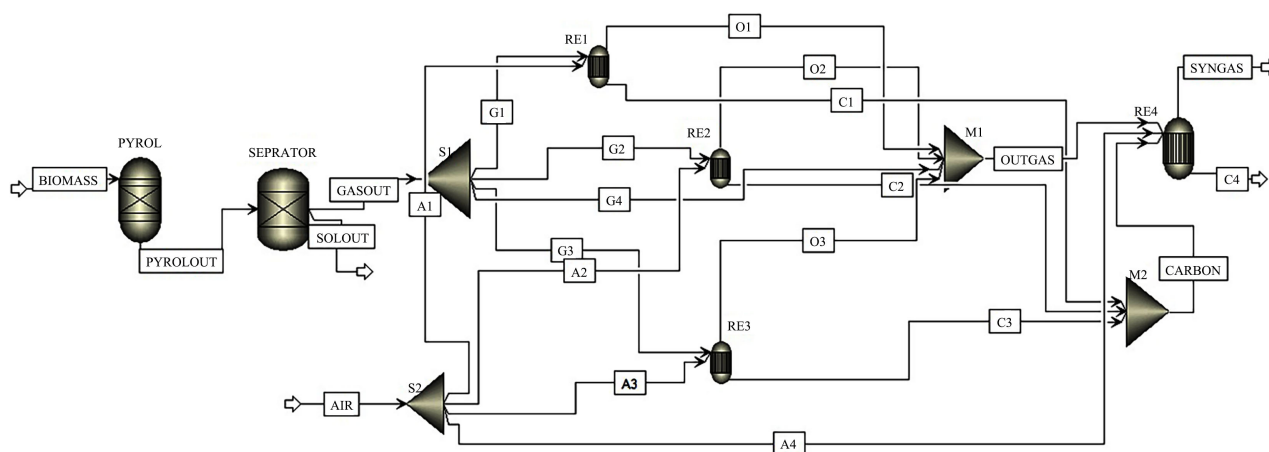 O1
RE1
O2
SYNGAS
C1
G1
RE4
M1
RE2
PYROL
S1
G2
SEPRATOR
OUTGAS
BIOMASS
C2
C4
GASOUT
G4
A1
SOLOUT
O3
G3
PYROLOUT
A2
CARBON
M2
C3
RE3
A3
S2
AIR
A4